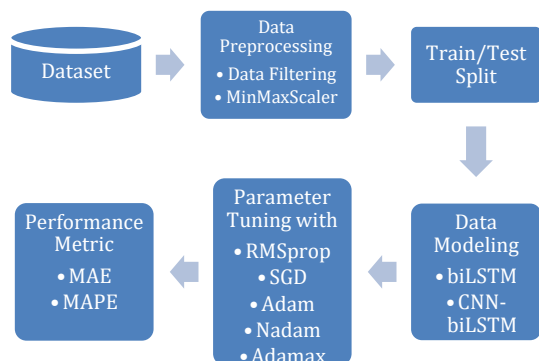 Dataset
Data
Preprocessing
• Data Filtering
• MinMaxScaler
Train/Test
Split
Data
Modeling
• biLSTM
• CNN-
biLSTM
Parameter
Tuning with
• RMSprop
• SGD
• Adam
• Nadam
• Adamax
Performance
Metric
• MAE
• MAPE